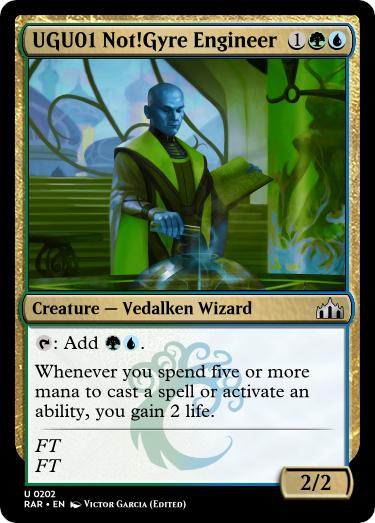 UGU01 Not!Gyre Engineer 1
Creature — Vedalken Wizard
: Add .
Whenever you spend five or more
mana to cast a spell or activate an
ability, you gain 2 life.
FT
FT
2/2
U 0202
RAR • EN Victor Garcia (Edited)